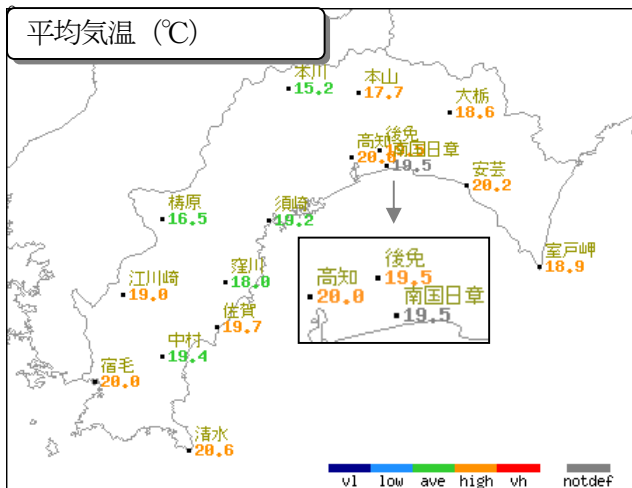 平均気温（℃）
本川
15.2
本山
17.7
大栃
18.6
高知
20.0
後免
南国日章
19.5
安芸
20.2
室戸岬
18.9
梼原
16.5
須崎
19.2
江川崎
19.0
窪川
18.0
佐賀
19.7
中村
19.4
宿毛
20.0
清水
20.6
後免
19.5
高知
20.0
南国日章
19.5
vl low ave high vh notdef